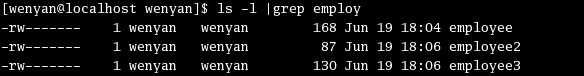 [wenyan@localhost wenyan]$ ls -l |grep employ
-rw-------    1 wenyan   wenyan        168 Jun 19 18:04 employee
-rw-------    1 wenyan   wenyan         87 Jun 19 18:06 employee2
-rw-------    1 wenyan   wenyan        130 Jun 19 18:06 employee3